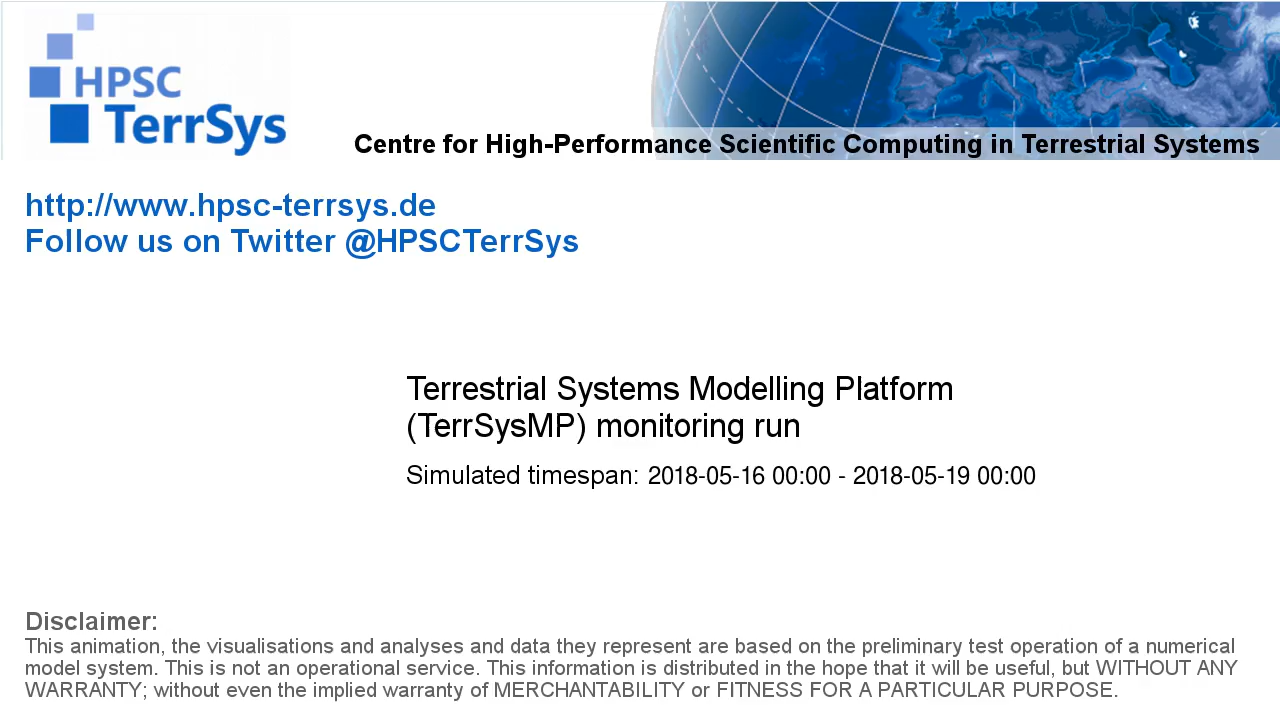 HPSC
TerrSys
Centre for High-Performance Scientific Computing in Terrestrial Systems
http://www.hpsc-terrsys.de
Follow us on Twitter @HPSCTerrSys
Terrestrial Systems Modelling Platform
(TerrSysMP) monitoring run
Simulated timespan: 2018-05-16 00:00 - 2018-05-19 00:00
Disclaimer:
This animation, the visualisations and analyses and data they represent are based on the preliminary test operation of a numerical
model system. This is not an operational service. This information is distributed in the hope that it will be useful, but WITHOUT ANY
WARRANTY; without even the implied warranty of MERCHANTABILITY or FITNESS FOR A PARTICULAR PURPOSE.